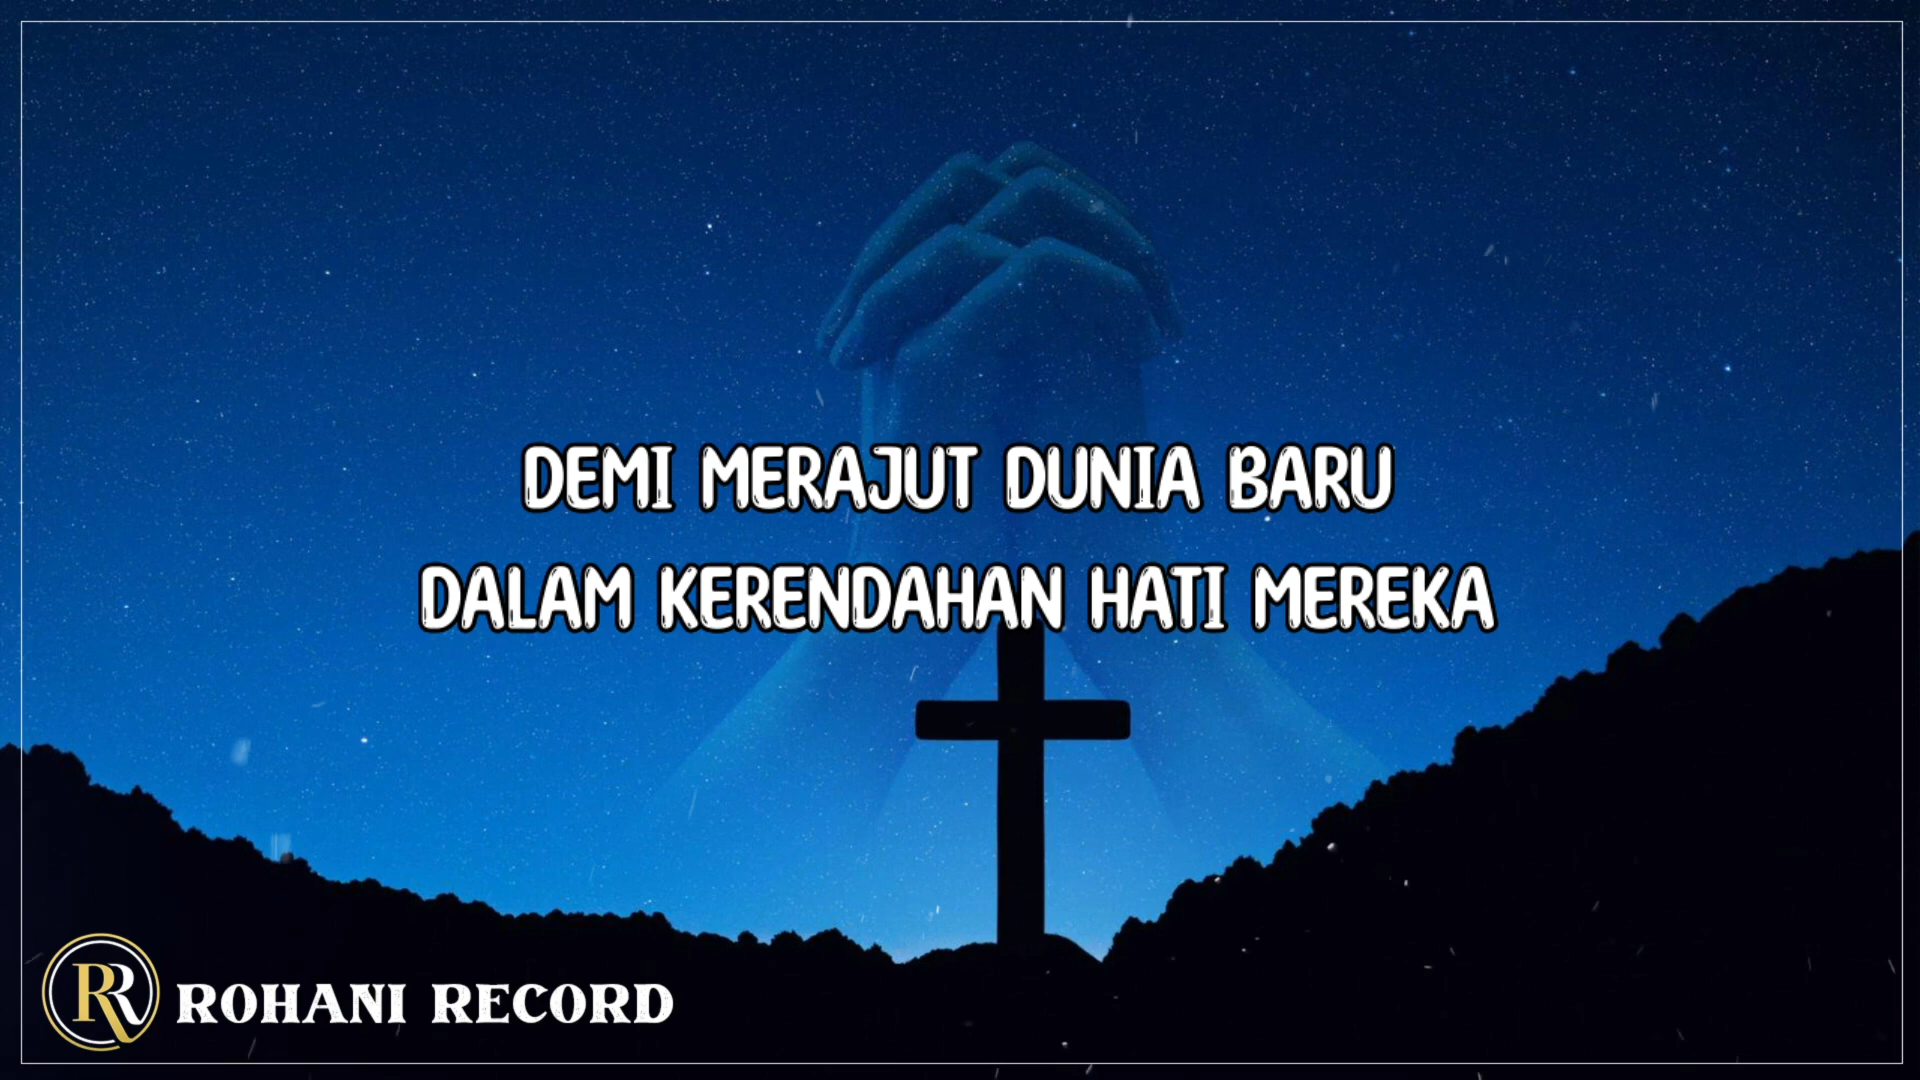 DEMI MERAJUT DUNIA BARU
DALAM KERENDAHAN HATI MEREKA
RR ROHANI RECORD